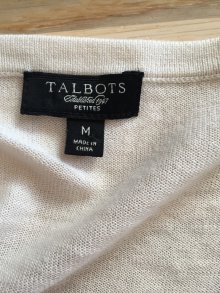 TALBOTS
Established 1947
PETITES
M
MADE IN
CHINA